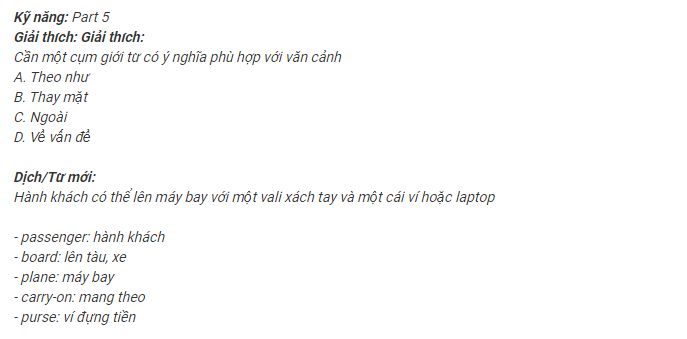 Kỹ năng: Part 5
Giải thích: Giải thích:
Cần một cụm giới từ có ý nghĩa phù hợp với văn cảnh
A. Theo như
B. Thay mặt
C. Ngoài
D. Về vấn đề
Dịch/Từ mới:
Hành khách có thể lên máy bay với một vali xách tay và một cái ví hoặc laptop
- passenger: hành khách
- board: lên tàu, xe
- plane: máy bay
- carry-on: mang theo
- purse: ví đựng tiền